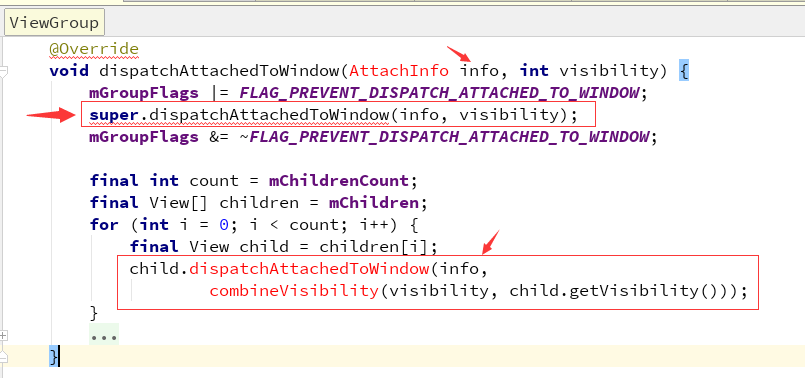 ViewGroup
@Override
void dispatchAttachedToWindow(AttachInfo info, int visibility) {
mGroupFlags |= FLAG_PREVENT_DISPATCH_ATTACHED_TO_WINDOW;
super.dispatchAttachedToWindow(info, visibility);
mGroupFlags &= ~FLAG_PREVENT_DISPATCH_ATTACHED_TO_WINDOW;
final int count = mChildrenCount;
final View[] children = mChildren;
for (int i = 0; i < count; i++) {
final View child = children[i];
child.dispatchAttachedToWindow(info,
combineVisibility(visibility, child.getVisibility()));
}
...
}